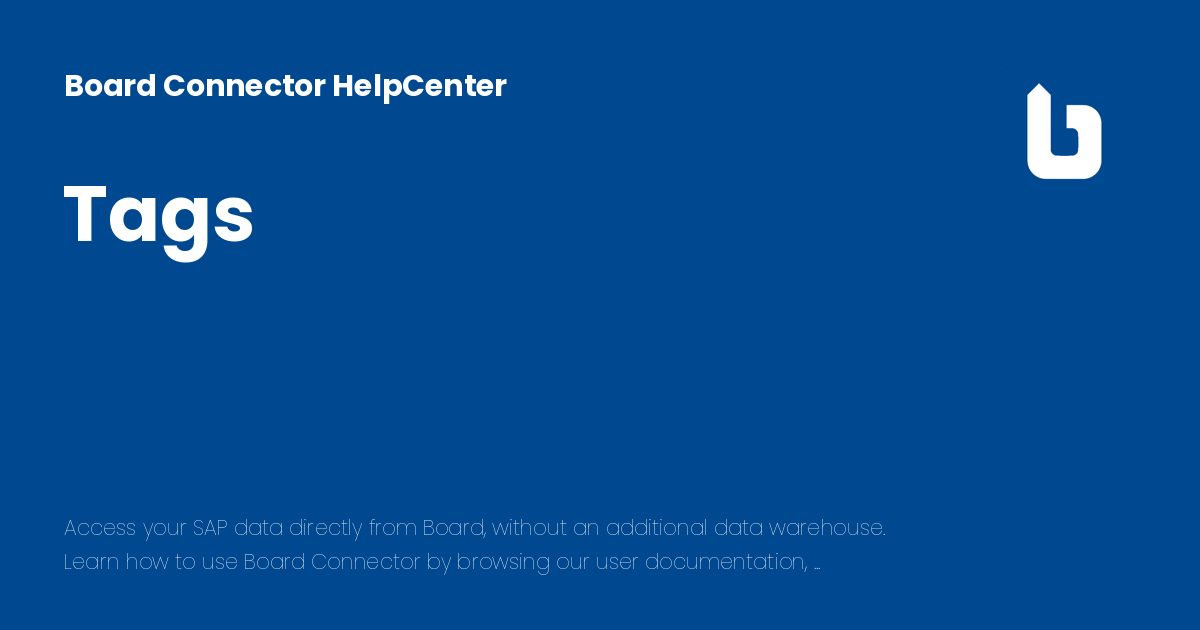 Board Connector HelpCenter
Tags
Access your SAP data directly from Board, without an additional data warehouse.
Learn how to use Board Connector by browsing our user documentation, ...